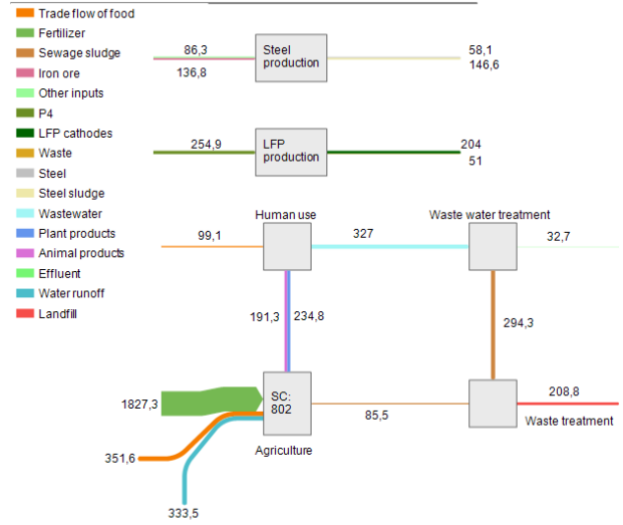 Trade flow of food
Fertilizer
Sewage sludge
Iron ore
Other inputs
P4
LFP cathodes
Waste
Steel
Steel sludge
Wastewater
Plant products
Animal products
Effluent
Water runoff
Landfill
86,3
136,8
Steel
production
58,1
146,6
254,9
LFP
production
204
51
Human use
Waste water treatment
99,1
327
32,7
191,3
234,8
294,3
1827,3
SC:
802
85,5
208,8
Waste treatment
Agriculture
351,6
333,5